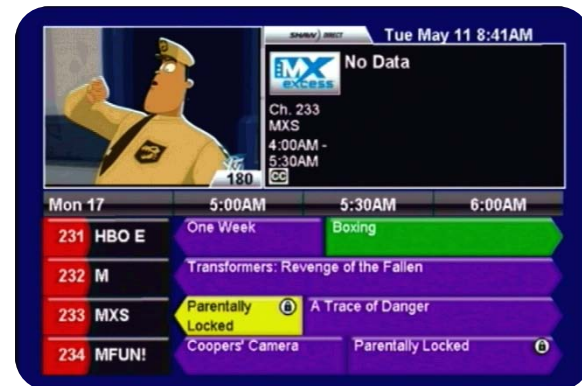 SHAW) DIRECT
Tue May 11 8:41AM
MX
excess
No Data
Ch. 233
MXS
4:00AM -
5:30AM
CC
180
Mon 17 5:00AM 5:30AM 6:00AM
231 HBO E One Week Boxing
232 M Transformers: Revenge of the Fallen
233 MXS Parentally Locked A Trace of Danger
234 MFUN! Coopers' Camera Parentally Locked